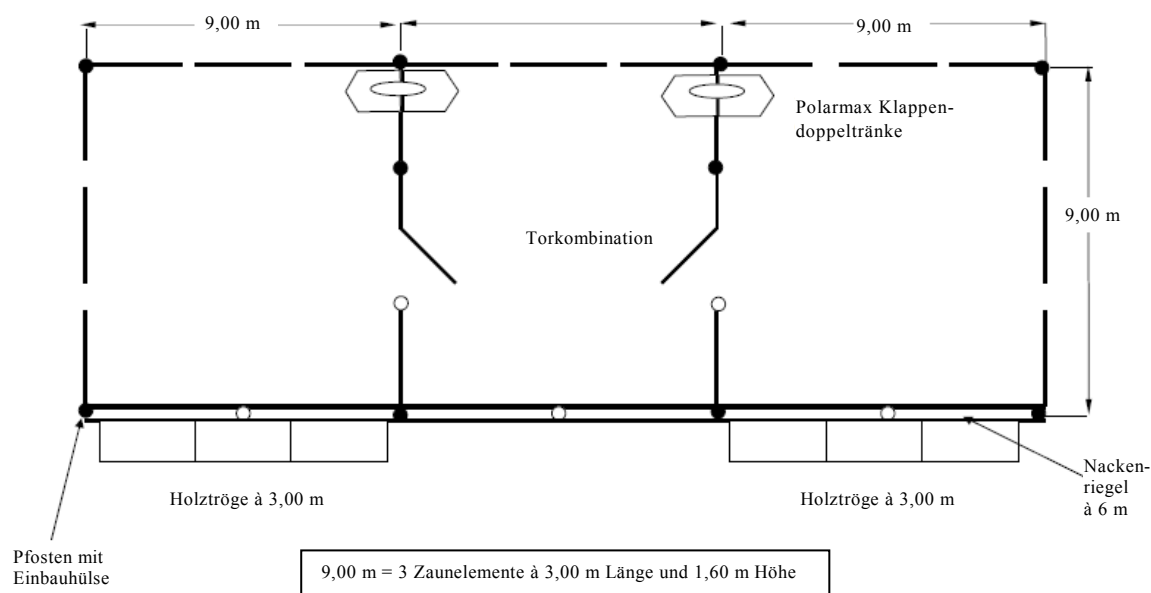 9,00 m
9,00 m
Polarmax Klappen-
doppeltränke
9,00 m
Torkombination
Holztröge à 3,00 m
Holztröge à 3,00 m
Nacken-
riegel
à 6 m
Pfosten mit
Einbauhülse
9,00 m = 3 Zaunelemente à 3,00 m Länge und 1,60 m Höhe